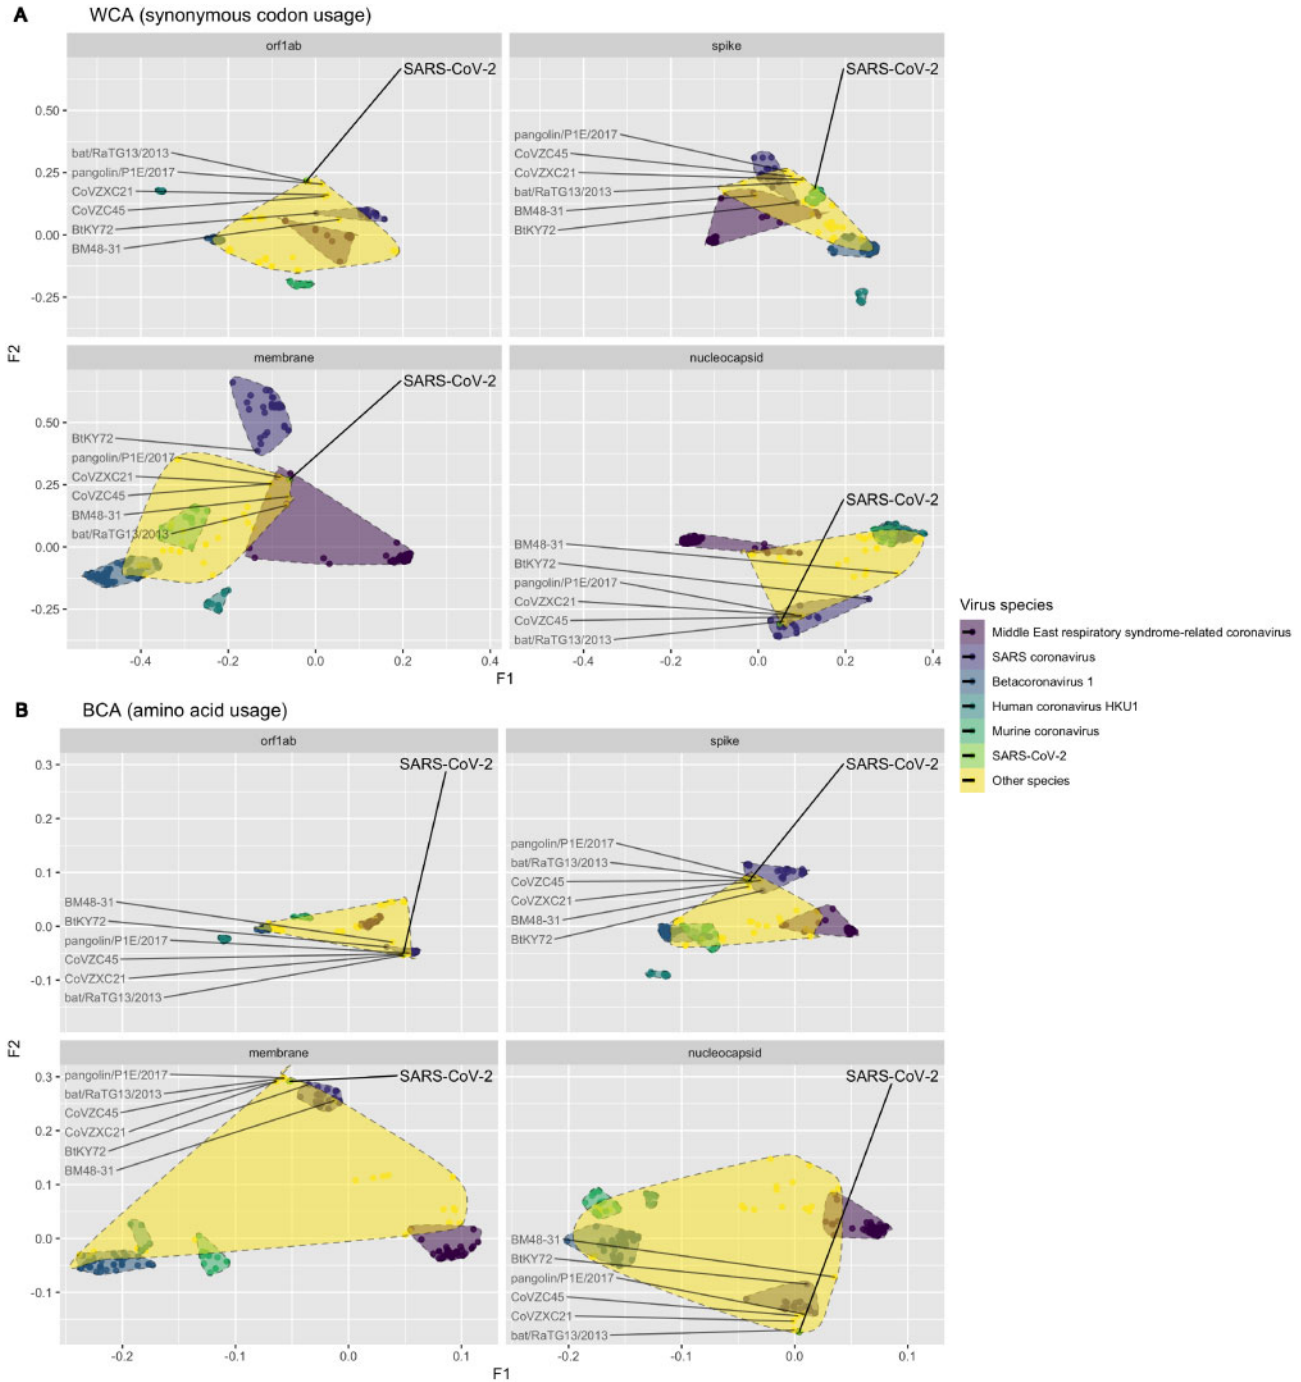 A WCA (synonymous codon usage)
orf1ab
spike
SARS-CoV-2
SARS-CoV-2
0.50
0.25
0.00
-0.25
bat/RaTG13/2013
pangolin/P1E/2017
CoVZXC21
CoVZC45
BtKY72
BM48-31
pangolin/P1E/2017
CoVZC45
CoVZXC21
bat/RaTG13/2013
BM48-31
BtKY72
F2
membrane
nucleocapsid
SARS-CoV-2
SARS-CoV-2
0.50
0.25
0.00
-0.25
BtKY72
pangolin/P1E/2017
CoVZXC21
CoVZC45
BM48-31
bat/RaTG13/2013
BM48-31
BtKY72
pangolin/P1E/2017
CoVZXC21
CoVZC45
bat/RaTG13/2013
-0.4 -0.2 0.0 0.2 0.4
-0.4 -0.2 0.0 0.2 0.4
F1
Virus species
Middle East respiratory syndrome-related coronavirus
SARS coronavirus
Betacoronavirus 1
Human coronavirus HKU1
Murine coronavirus
SARS-CoV-2
Other species
B BCA (amino acid usage)
orf1ab
spike
SARS-CoV-2
SARS-CoV-2
0.3
0.2
0.1
0.0
-0.1
BM48-31
BtKY72
pangolin/P1E/2017
CoVZC45
CoVZXC21
bat/RaTG13/2013
pangolin/P1E/2017
bat/RaTG13/2013
CoVZC45
CoVZXC21
BM48-31
BtKY72
F2
membrane
nucleocapsid
SARS-CoV-2
SARS-CoV-2
0.3
0.2
0.1
0.0
-0.1
pangolin/P1E/2017
bat/RaTG13/2013
CoVZC45
CoVZXC21
BtKY72
BM48-31
BM48-31
BtKY72
pangolin/P1E/2017
CoVZC45
CoVZXC21
bat/RaTG13/2013
-0.2 -0.1 0.0 0.1
-0.2 -0.1 0.0 0.1
F1